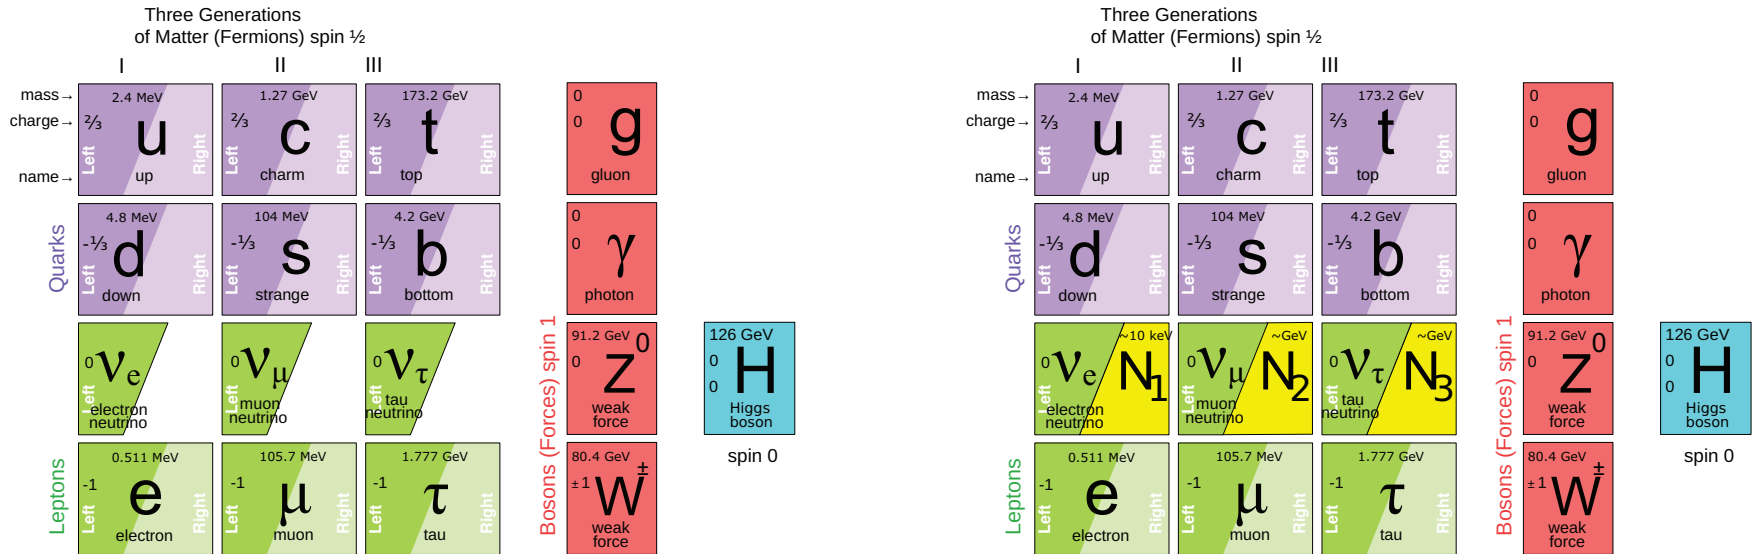 Three Generations
of Matter (Fermions) spin ½
I II III
mass→
charge→
name→
2.4 MeV
⅔
u
Left
Right
up
1.27 GeV
⅔
c
Left
Right
charm
173.2 GeV
⅔
t
Left
Right
top
0
0
g
gluon
Quarks
4.8 MeV
-⅓
d
Left
Right
down
104 MeV
-⅓
s
Left
Right
strange
4.2 GeV
-⅓
b
Left
Right
bottom
0
0
γ
photon
0
νe
Left
electron
neutrino
0
νμ
Left
muon
neutrino
0
ντ
Left
tau
neutrino
Bosons (Forces) spin 1
91.2 GeV
0
Z⁰
weak
force
126 GeV
0
0
H
Higgs
boson
spin 0
Leptons
0.511 MeV
-1
e
Left
Right
electron
105.7 MeV
-1
μ
Left
Right
muon
1.777 GeV
-1
τ
Left
Right
tau
80.4 GeV
±1
W±
weak
force
Three Generations
of Matter (Fermions) spin ½
I II III
mass→
charge→
name→
2.4 MeV
⅔
u
Left
Right
up
1.27 GeV
⅔
c
Left
Right
charm
173.2 GeV
⅔
t
Left
Right
top
0
0
g
gluon
Quarks
4.8 MeV
-⅓
d
Left
Right
down
104 MeV
-⅓
s
Left
Right
strange
4.2 GeV
-⅓
b
Left
Right
bottom
0
0
γ
photon
0
νe
Left
electron
neutrino
~10 keV
N1
0
νμ
Left
muon
neutrino
~GeV
N2
0
ντ
Left
tau
neutrino
~GeV
N3
Bosons (Forces) spin 1
91.2 GeV
0
Z⁰
weak
force
126 GeV
0
0
H
Higgs
boson
spin 0
Leptons
0.511 MeV
-1
e
Left
Right
electron
105.7 MeV
-1
μ
Left
Right
muon
1.777 GeV
-1
τ
Left
Right
tau
80.4 GeV
±1
W±
weak
force